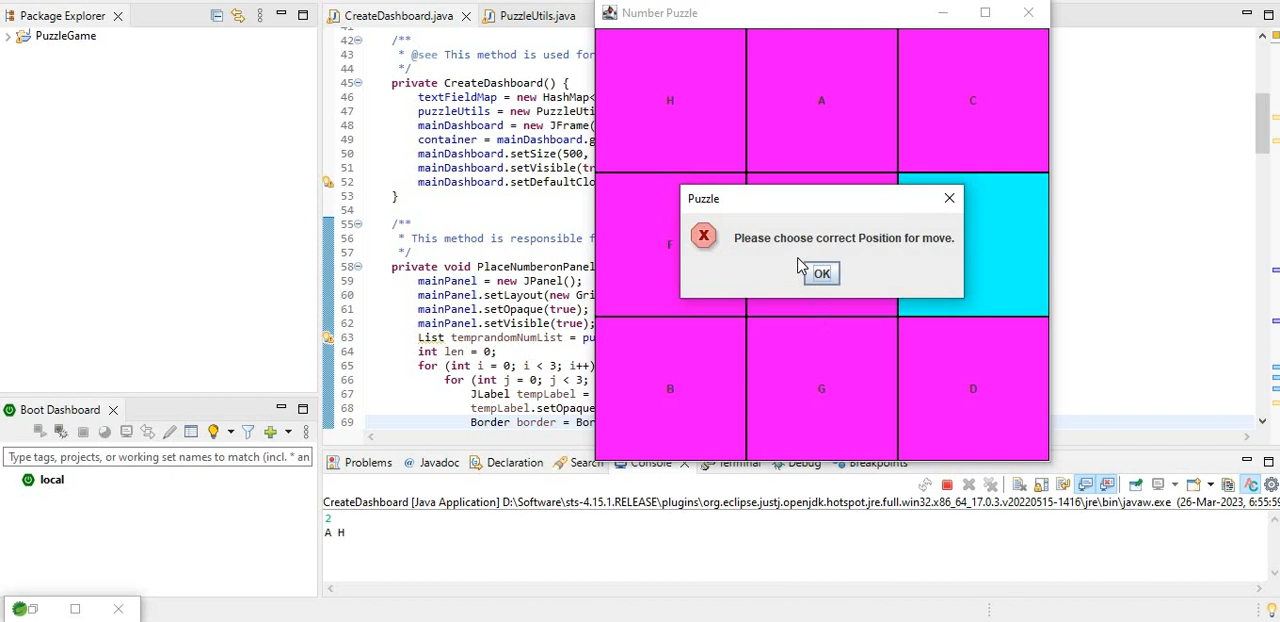 Package Explorer
PuzzleGame
CreateDashboard.java
PuzzleUtils.java
42 /**
43 * @see This method is used for
44 */
45 private CreateDashboard() {
46 textFieldMap = new HashMap<
47 puzzleUtils = new PuzzleUti
48 mainDashboard = new JFrame(
49 container = mainDashboard.g
50 mainDashboard.setSize(500,
51 mainDashboard.setVisible(tr
52 mainDashboard.setDefaultClo
53 }
54
55 /**
56 * This method is responsible f
57 */
58 private void PlaceNumberonPanel
59 mainPanel = new JPanel();
60 mainPanel.setLayout(new Gri
61 mainPanel.setOpaque(true);
62 mainPanel.setVisible(true);
63 List temprandomNumList = pu
64 int len = 0;
65 for (int i = 0; i < 3; i++)
66 for (int j = 0; j < 3;
67 JLabel tempLabel =
68 tempLabel.setOpaque
69 Border border = Bor
Number Puzzle
H A C
F
B G D
Puzzle
Please choose correct Position for move.
OK
Boot Dashboard
Type tags, projects, or working set names to match (incl. * an
local
Problems
Javadoc
Declaration
Search
Console
Terminal
Debug
Breakpoints
CreateDashboard [Java Application] D:\Software\sts-4.15.1.RELEASE\plugins\org.eclipse.justj.openjdk.hotspot.jre.full.win32.x86_64_17.0.3.v20220515-1416\jre\bin\javaw.exe (26-Mar-2023, 6:55:59
2
A H